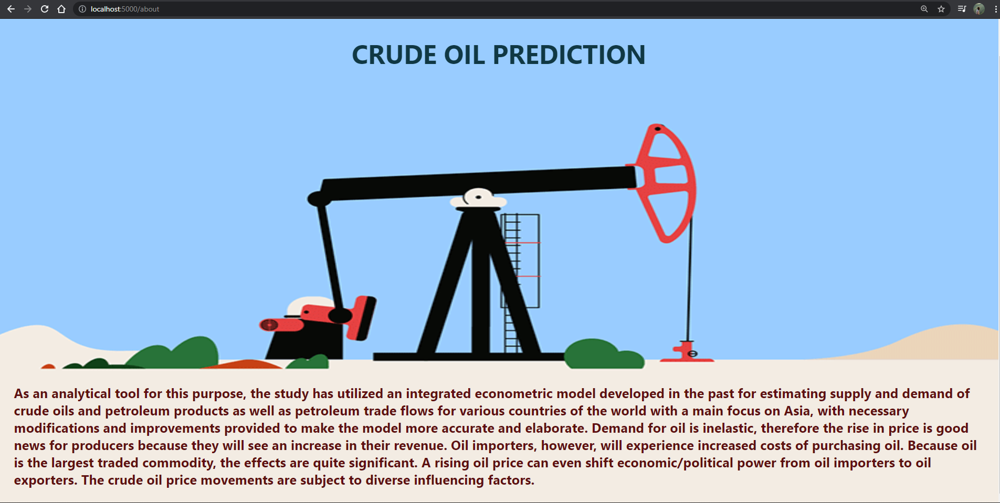 localhost:5000/about
CRUDE OIL PREDICTION
As an analytical tool for this purpose, the study has utilized an integrated econometric model developed in the past for estimating supply and demand of
crude oils and petroleum products as well as petroleum trade flows for various countries of the world with a main focus on Asia, with necessary
modifications and improvements provided to make the model more accurate and elaborate. Demand for oil is inelastic, therefore the rise in price is good
news for producers because they will see an increase in their revenue. Oil importers, however, will experience increased costs of purchasing oil. Because oil
is the largest traded commodity, the effects are quite significant. A rising oil price can even shift economic/political power from oil importers to oil
exporters. The crude oil price movements are subject to diverse influencing factors.